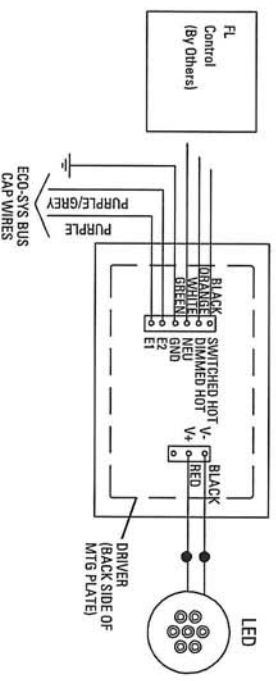 FL
Control
(By Others)
ECO-SYS BUS
CAP WIRES
PURPLE/GREY
PURPLE
BLACK
ORANGE
WHITE
GREEN
SWITCHED HOT
DIMMED HOT
NEU
GND
E2
E1
V-
V+
BLACK
RED
DRIVER
(BACK SIDE OF
MTG PLATE)
LED